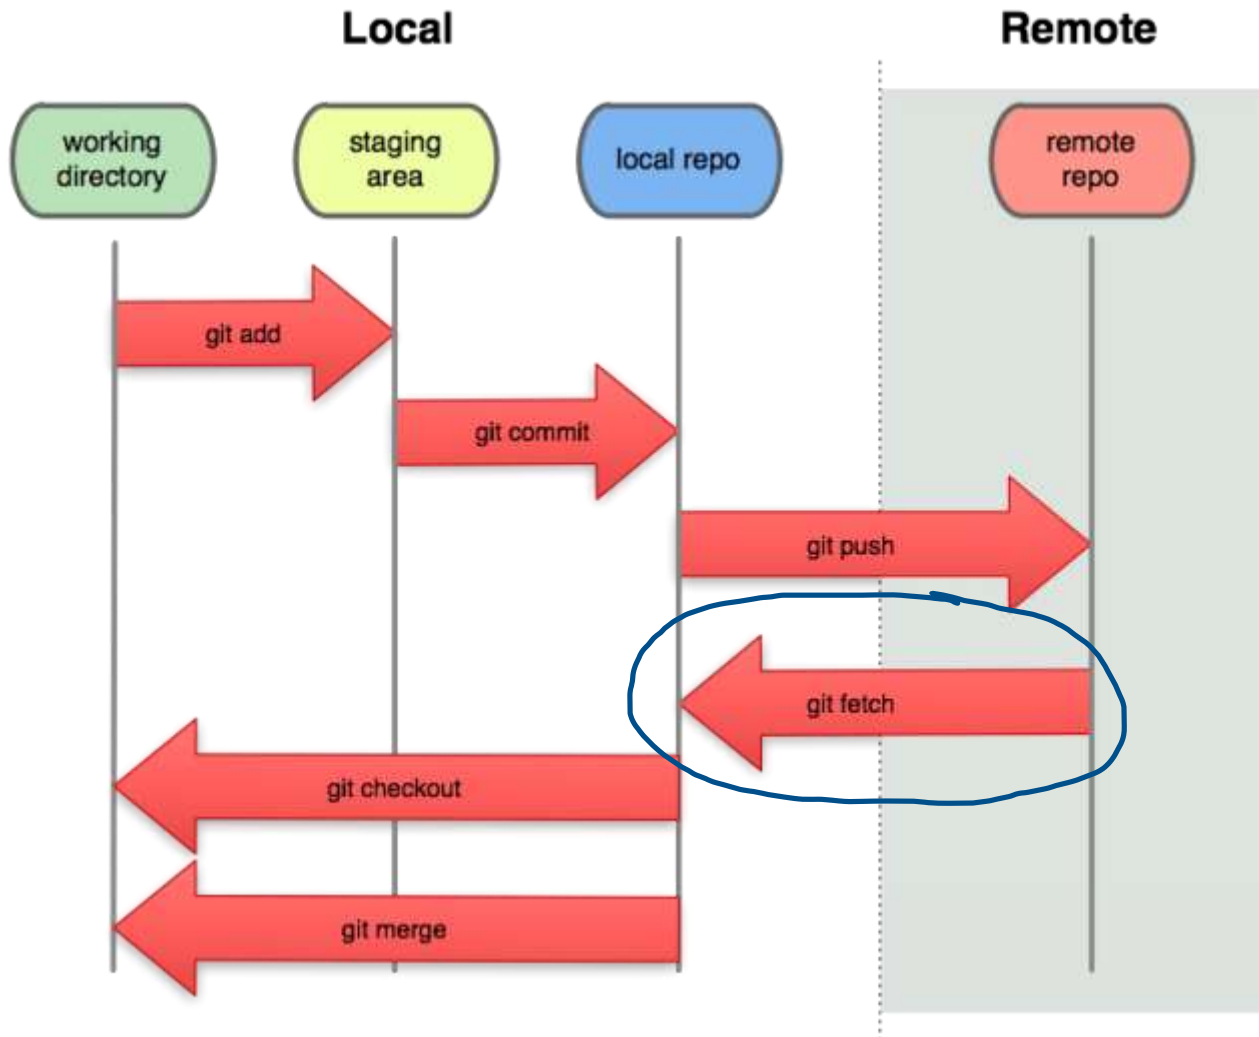 Local
Remote
working
directory
staging
area
local repo
remote
repo
git add
git commit
git push
git fetch
git checkout
git merge